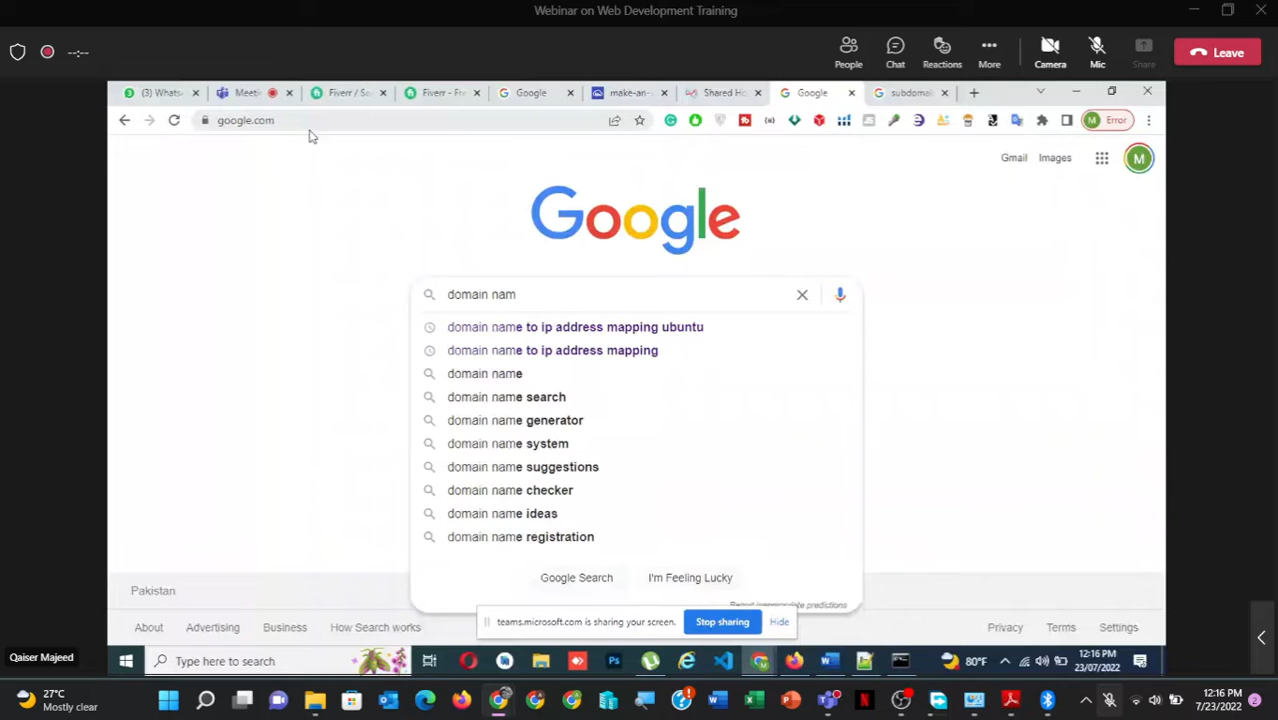 Webinar on Web Development Training
--:--
People
Chat
Reactions
More
Camera
Mic
Share
Leave
(3) Whats
Meeti
Fiverr / Se
Fiverr - Fre
Google
make-an-
Shared Ho
Google
subdomai
google.com
M Error
Gmail
Images
M
Google
domain nam
domain name to ip address mapping ubuntu
domain name to ip address mapping
domain name
domain name search
domain name generator
domain name system
domain name suggestions
domain name checker
domain name ideas
domain name registration
Google Search
I'm Feeling Lucky
Report inappropriate predictions
Pakistan
teams.microsoft.com is sharing your screen.
Stop sharing
Hide
About
Advertising
Business
How Search works
Privacy
Terms
Settings
Qaiser Majeed
Type here to search
80°F
12:16 PM
23/07/2022
27°C
Mostly clear
12:16 PM
7/23/2022
2